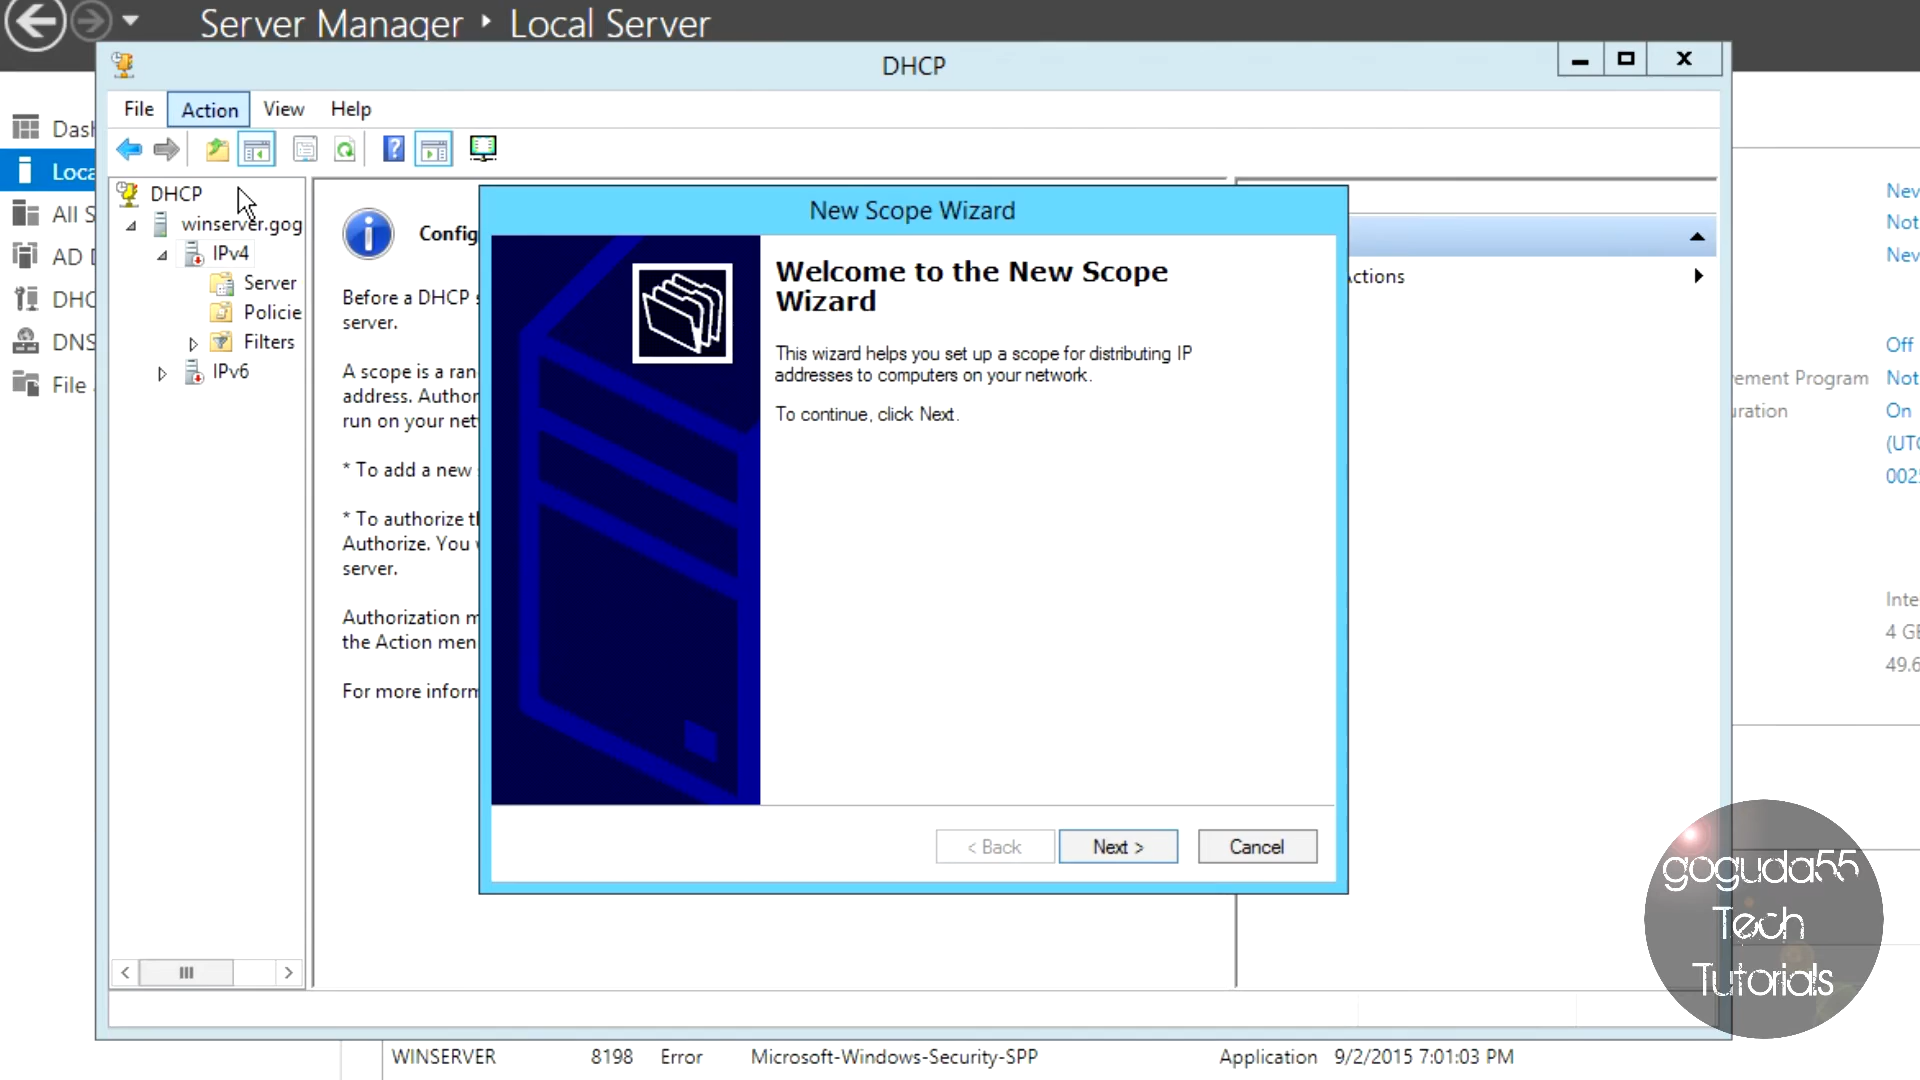 Server Manager ‣ Local Server
DHCP
File Action View Help
DHCP
winserver.gog
IPv4
Server
Policie
Filters
IPv6
Dash
Loca
All S
AD D
DHC
DNS
File
Config
Before a DHCP
server.
A scope is a ran
address. Author
run on your net
* To add a new
* To authorize t
Authorize. You
server.
Authorization m
the Action men
For more inform
New Scope Wizard
Welcome to the New Scope
Wizard
This wizard helps you set up a scope for distributing IP
addresses to computers on your network.
To continue, click Next.
< Back Next > Cancel
Actions
Nev
Not
Nev
Off
ement Program Not
uration On
(UTC
0025
Inte
4 GB
49.6
goguda55
Tech
Tutorials
WINSERVER 8198 Error Microsoft-Windows-Security-SPP Application 9/2/2015 7:01:03 PM